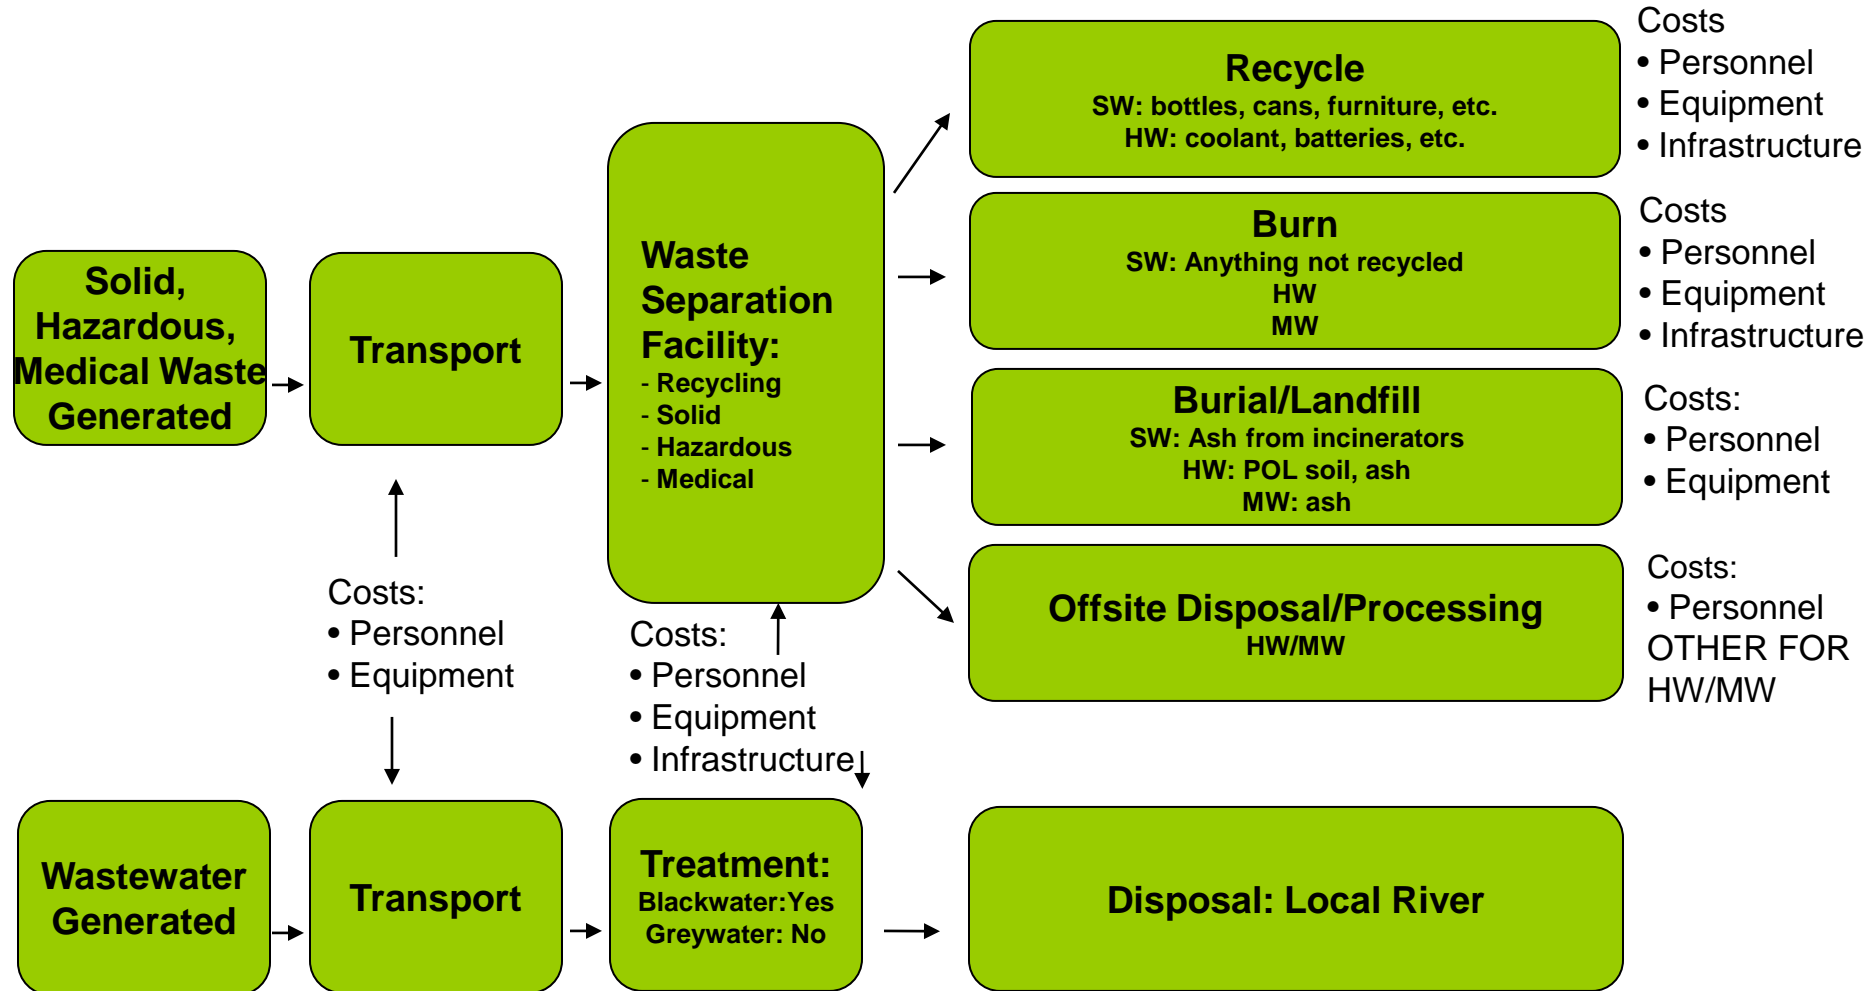 Solid,
Hazardous,
Medical Waste
Generated
Transport
Waste
Separation
Facility:
- Recycling
- Solid
- Hazardous
- Medical
Recycle
SW: bottles, cans, furniture, etc.
HW: coolant, batteries, etc.
Costs
• Personnel
• Equipment
• Infrastructure
Burn
SW: Anything not recycled
HW
MW
Costs
• Personnel
• Equipment
• Infrastructure
Burial/Landfill
SW: Ash from incinerators
HW: POL soil, ash
MW: ash
Costs:
• Personnel
• Equipment
Offsite Disposal/Processing
HW/MW
Costs:
• Personnel
OTHER FOR
HW/MW
Costs:
• Personnel
• Equipment
Costs:
• Personnel
• Equipment
• Infrastructure
Wastewater
Generated
Transport
Treatment:
Blackwater:Yes
Greywater: No
Disposal: Local River